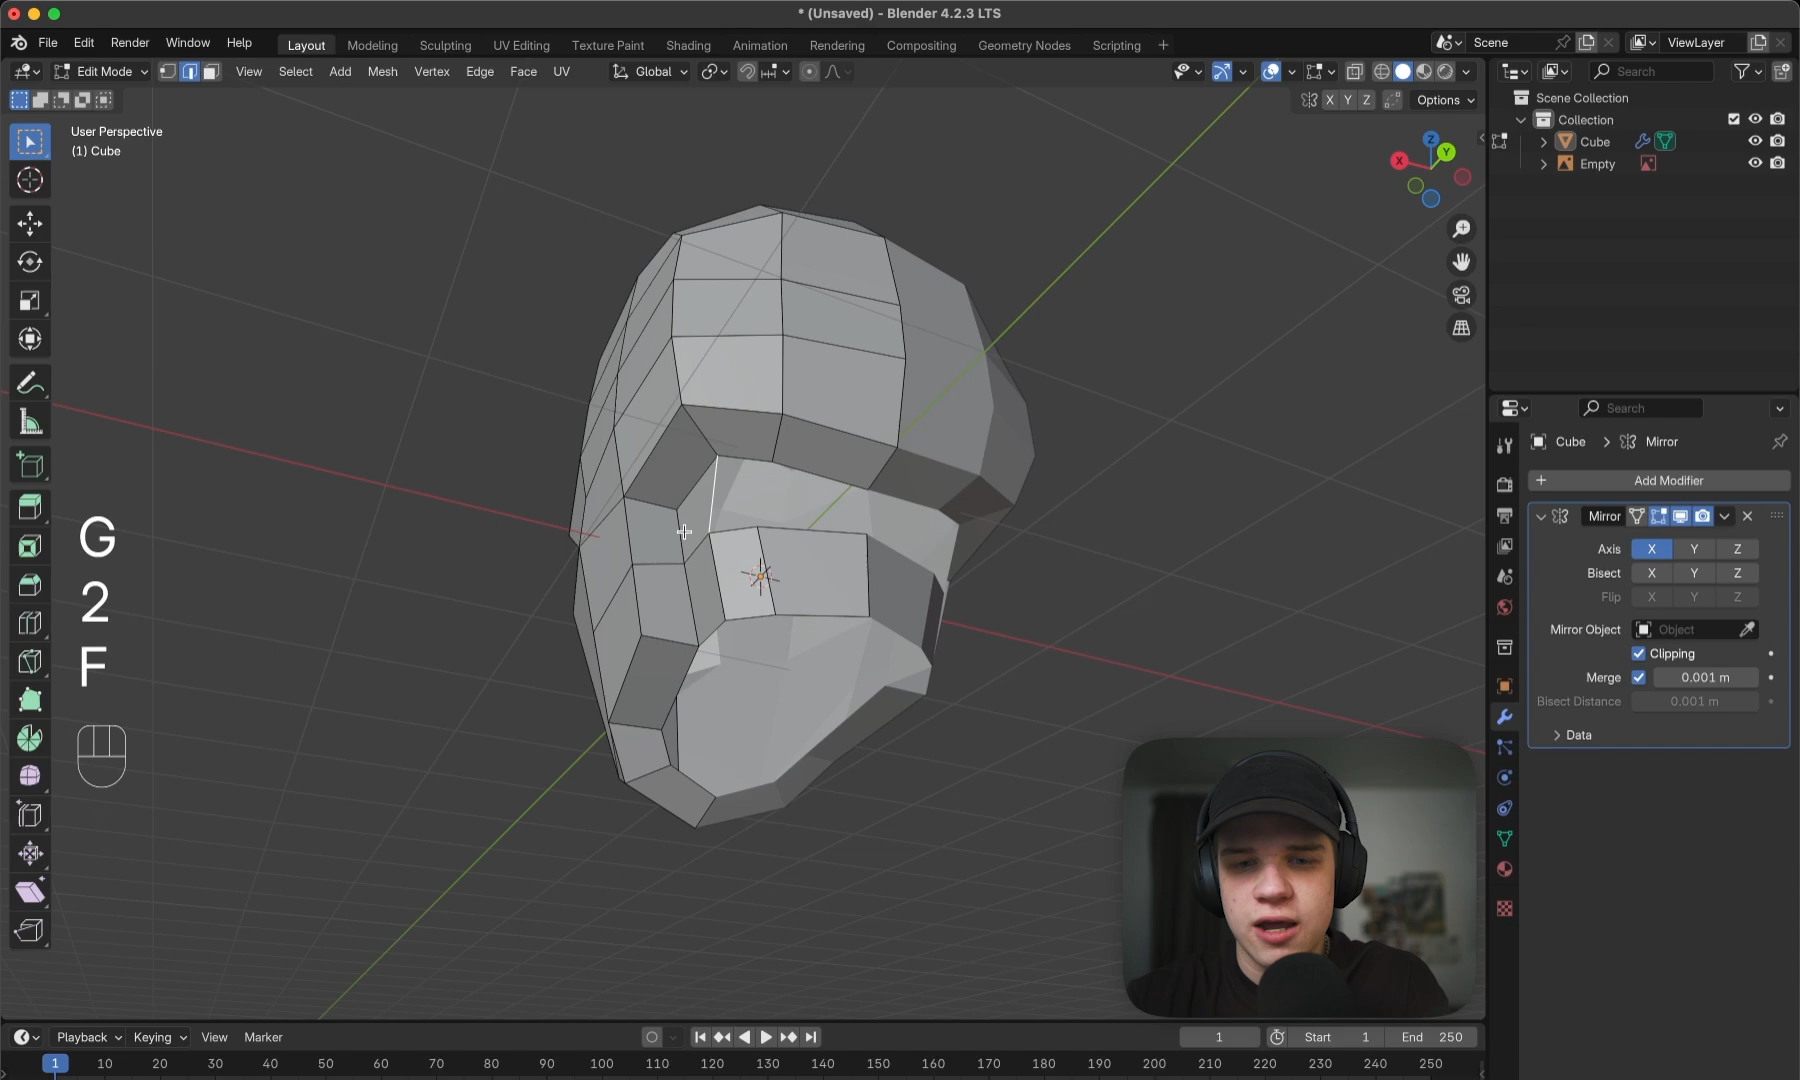 * (Unsaved) - Blender 4.2.3 LTS
File Edit Render Window Help Layout Modeling Sculpting UV Editing Texture Paint Shading Animation Rendering Compositing Geometry Nodes Scripting + Scene ViewLayer
Edit Mode View Select Add Mesh Vertex Edge Face UV Global Search
X Y Z Options
User Perspective
(1) Cube
Scene Collection
Collection
Cube
Empty
Z
Y
X
Search
Cube > Mirror
+ Add Modifier
Mirror
Axis X Y Z
Bisect X Y Z
Flip X Y Z
Mirror Object Object
Clipping
Merge 0.001 m
Bisect Distance 0.001 m
> Data
G
2
F
Playback Keying View Marker 1 Start 1 End 250
1 10 20 30 40 50 60 70 80 90 100 110 120 130 140 150 160 170 180 190 200 210 220 230 240 250